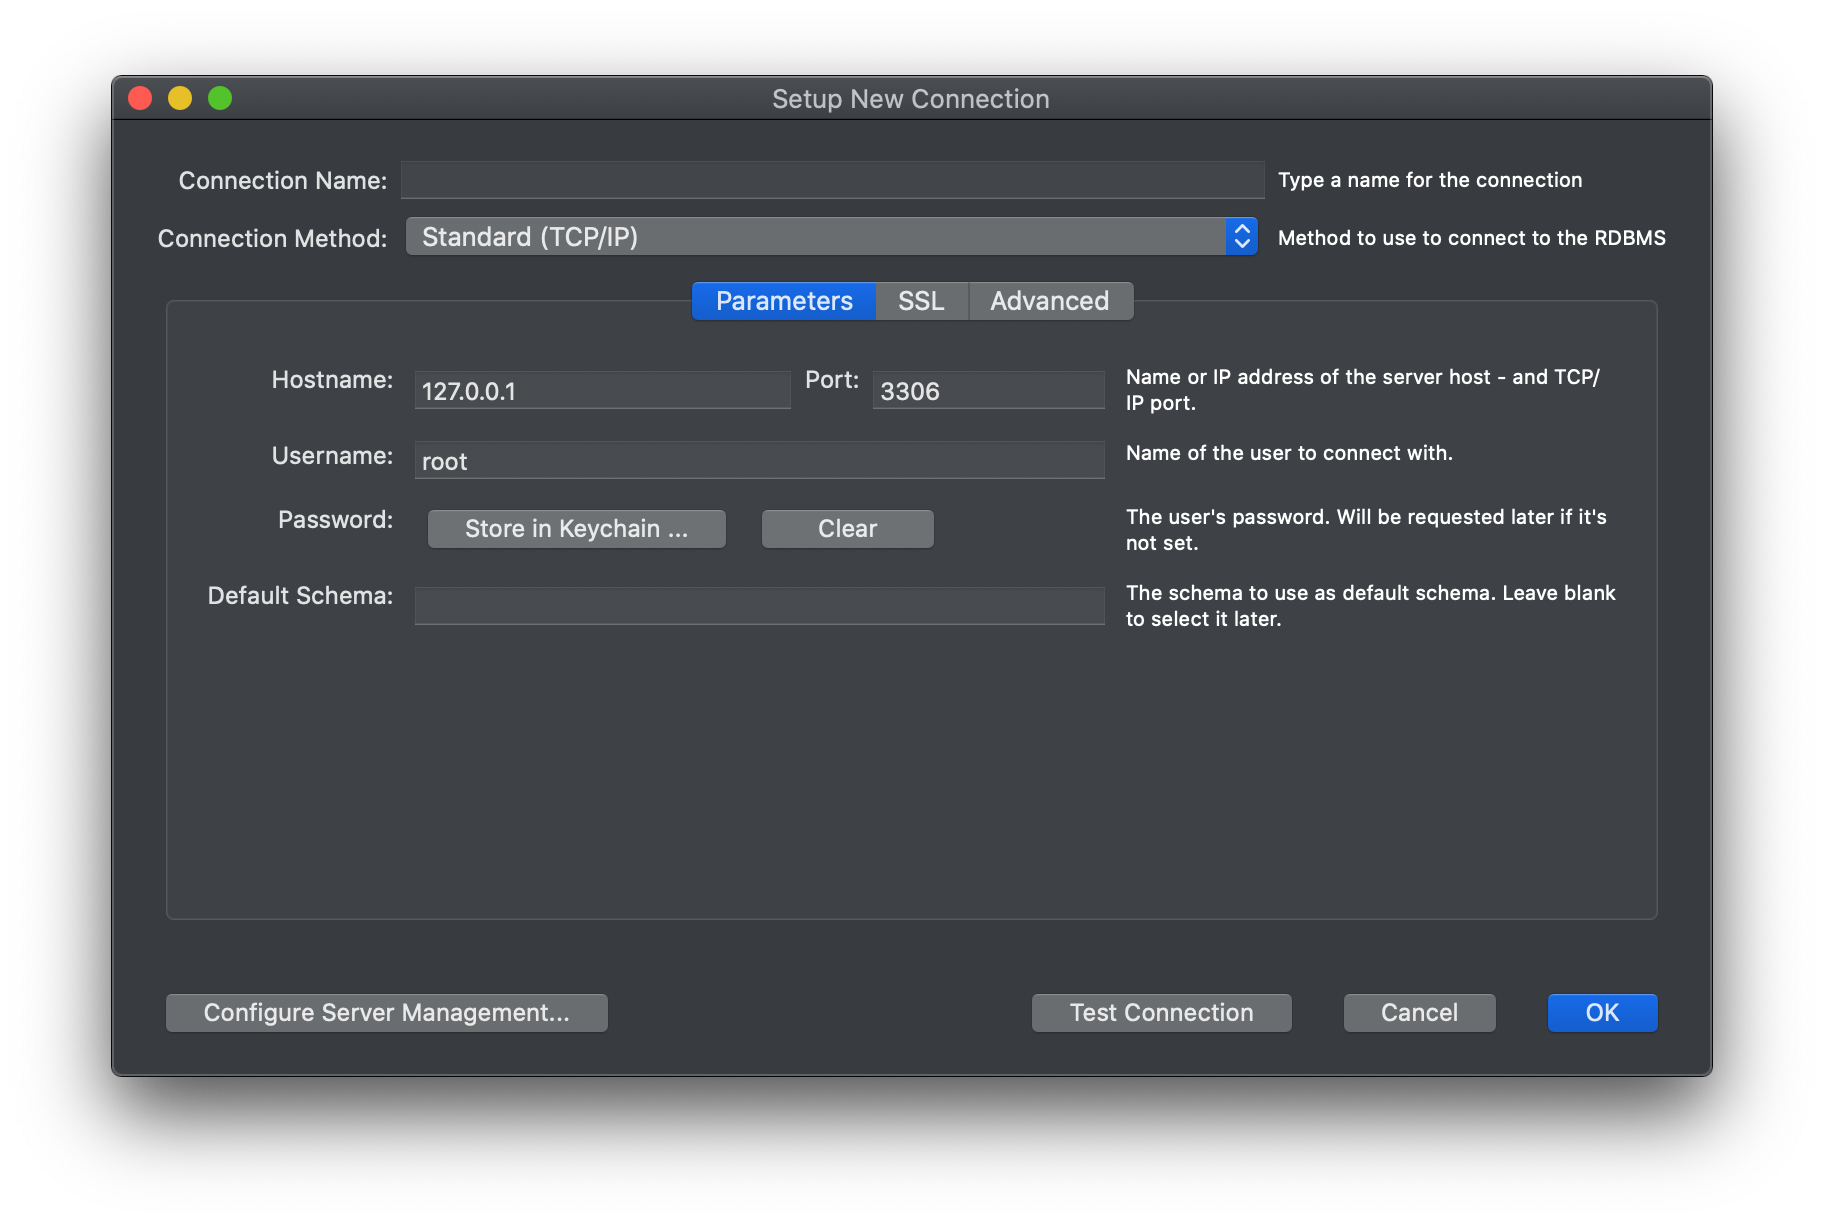 Setup New Connection
Connection Name:
Type a name for the connection
Connection Method: Standard (TCP/IP)
Method to use to connect to the RDBMS
Parameters SSL Advanced
Hostname: 127.0.0.1 Port: 3306
Name or IP address of the server host - and TCP/
IP port.
Username: root
Name of the user to connect with.
Password: Store in Keychain ... Clear
The user's password. Will be requested later if it's
not set.
Default Schema:
The schema to use as default schema. Leave blank
to select it later.
Configure Server Management... Test Connection Cancel OK